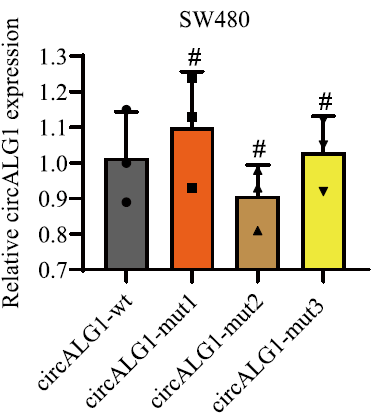 SW480
Relative circALG1 expression
1.3
1.2
1.1
1.0
0.9
0.8
0.7
#
#
#
circALG1-wt
circALG1-mut1
circALG1-mut2
circALG1-mut3